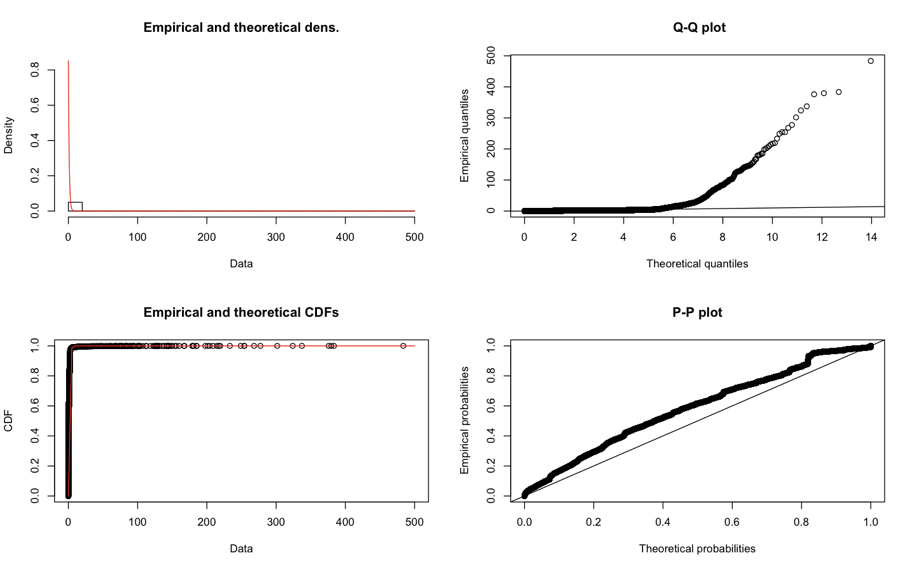 Empirical and theoretical dens.
Density
0.0 0.2 0.4 0.6 0.8
0 100 200 300 400 500
Data
Q-Q plot
Empirical quantiles
0 100 200 300 400 500
0 2 4 6 8 10 12 14
Theoretical quantiles
Empirical and theoretical CDFs
CDF
0.0 0.2 0.4 0.6 0.8 1.0
0 100 200 300 400 500
Data
P-P plot
Empirical probabilities
0.0 0.2 0.4 0.6 0.8 1.0
0.0 0.2 0.4 0.6 0.8 1.0
Theoretical probabilities